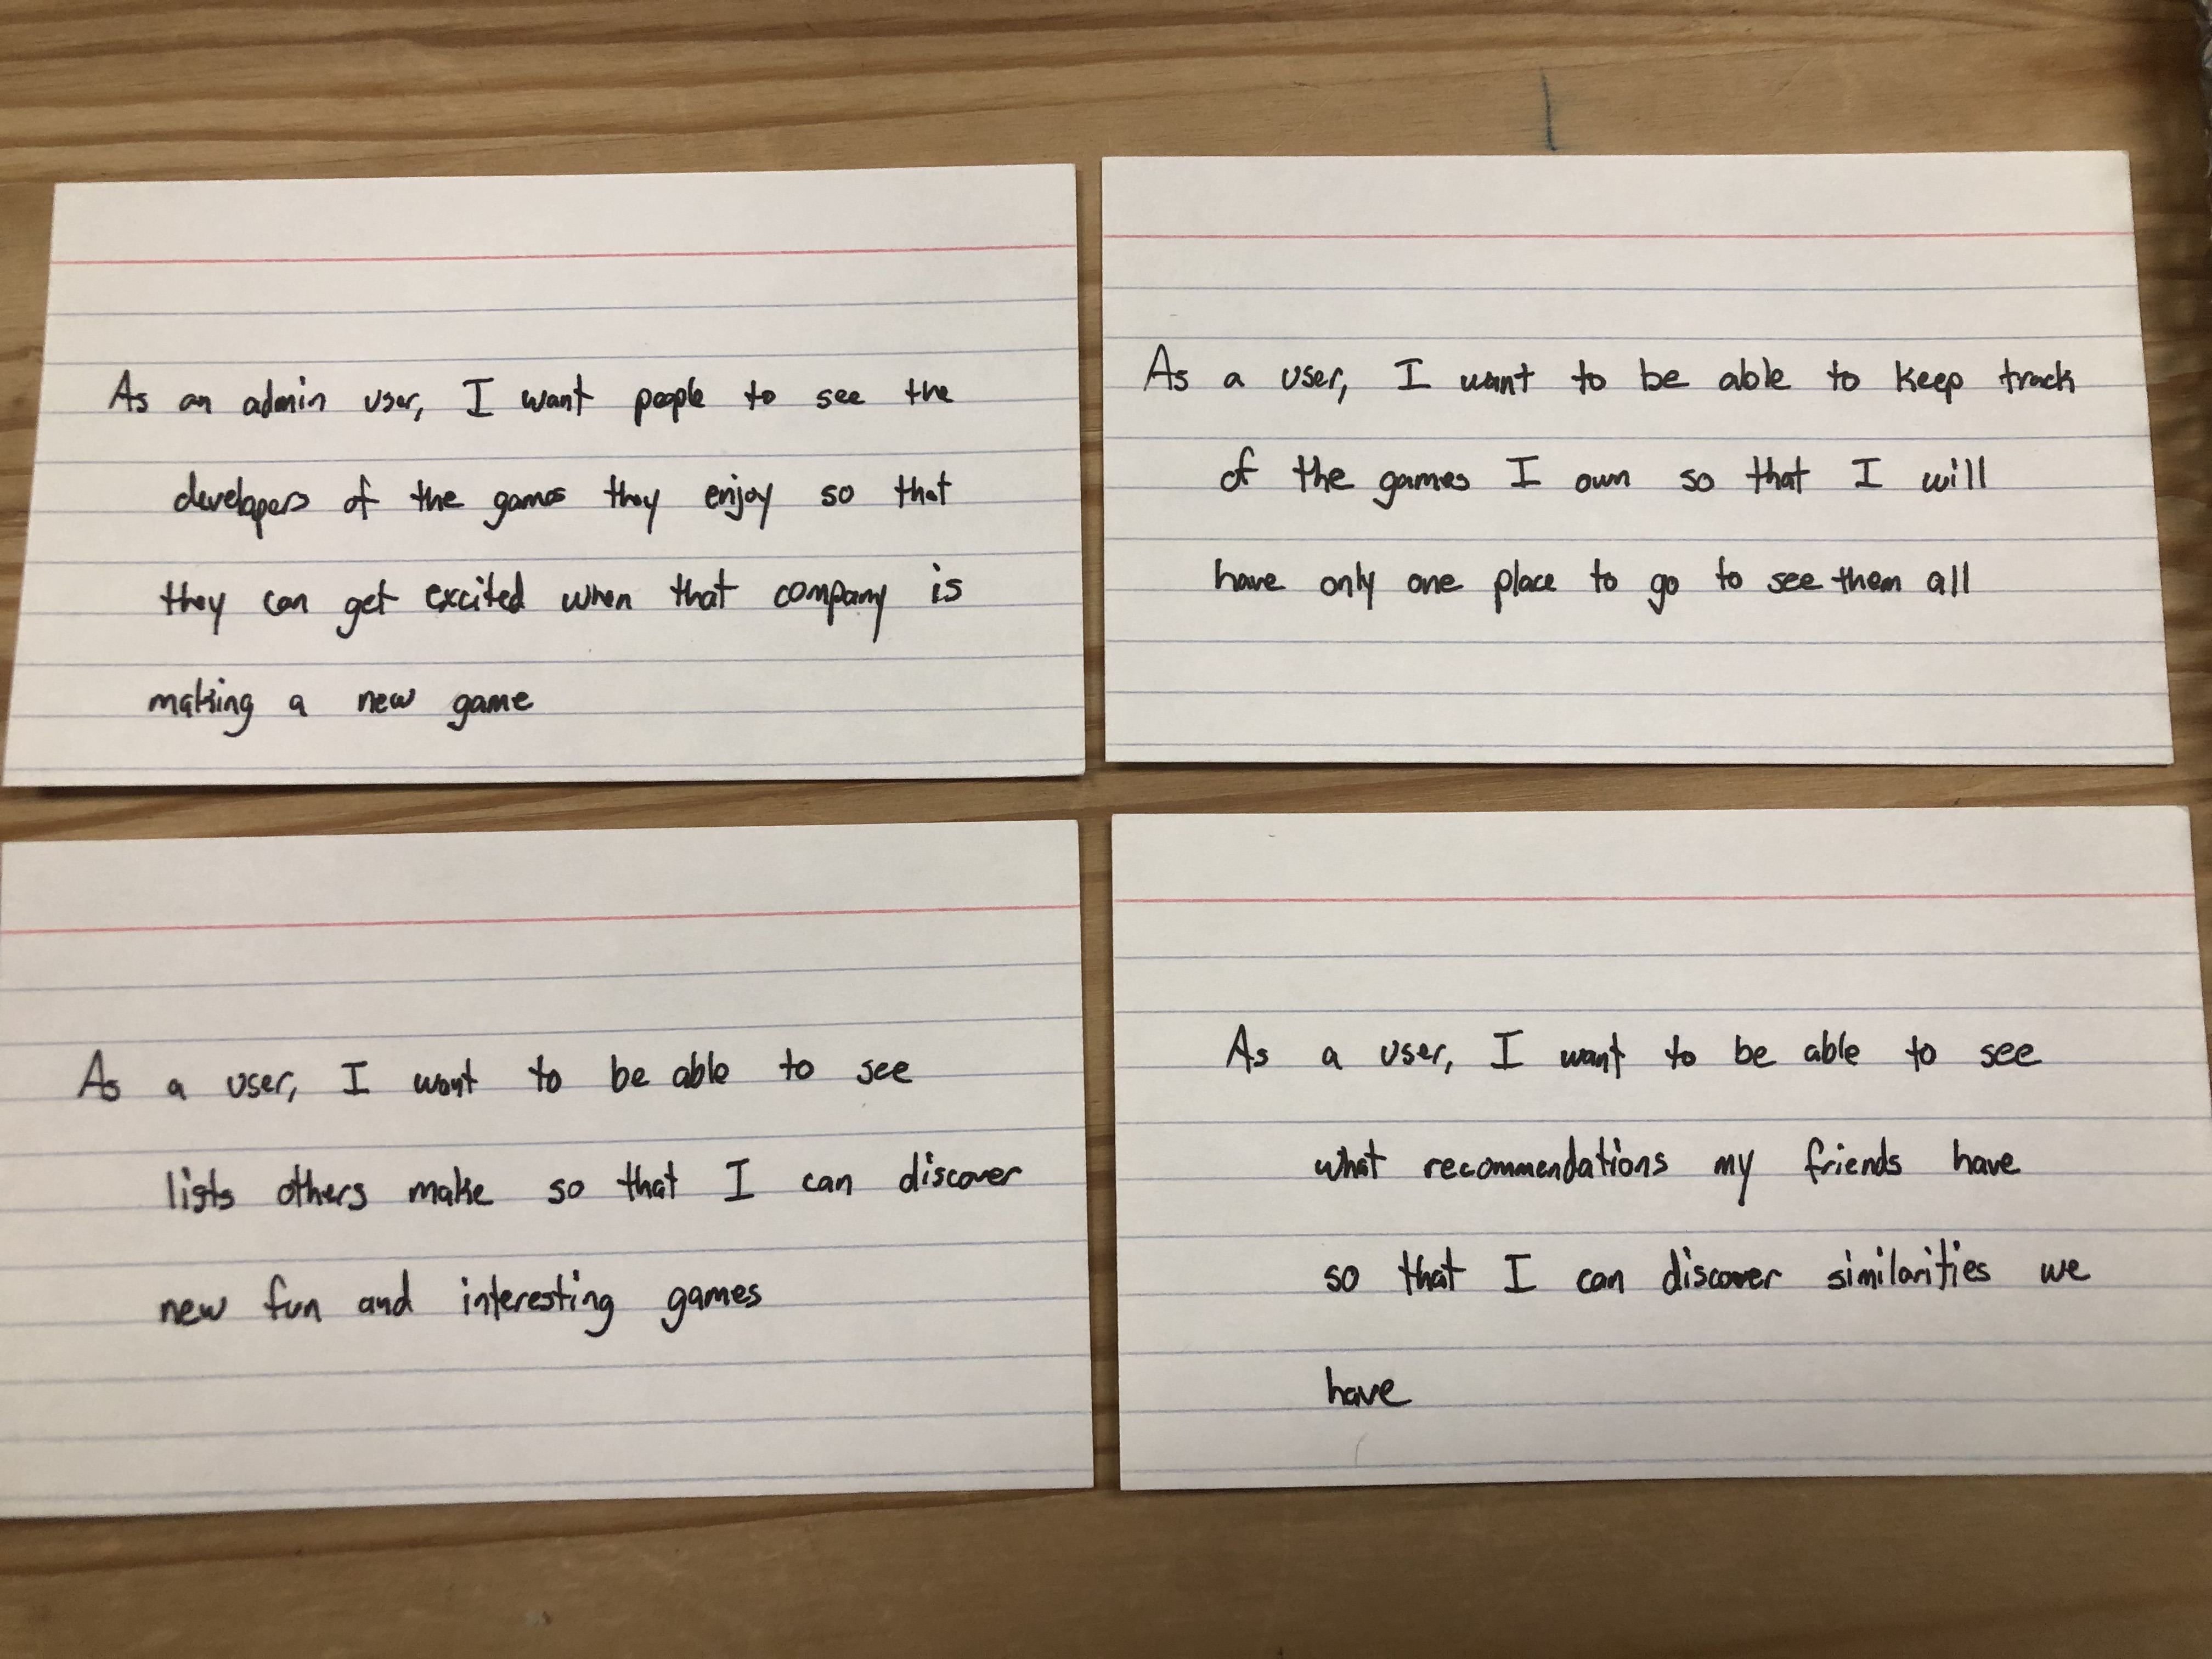 As an admin user, I want people to see the
developers of the games they enjoy so that
they can get excited when that company is
making a new game
As a user, I want to be able to keep track
of the games I own so that I will
have only one place to go to see them all
As a user, I want to be able to see
lists others make so that I can discover
new fun and interesting games
As a user, I want to be able to see
what recommendations my friends have
so that I can discover similarities we
have